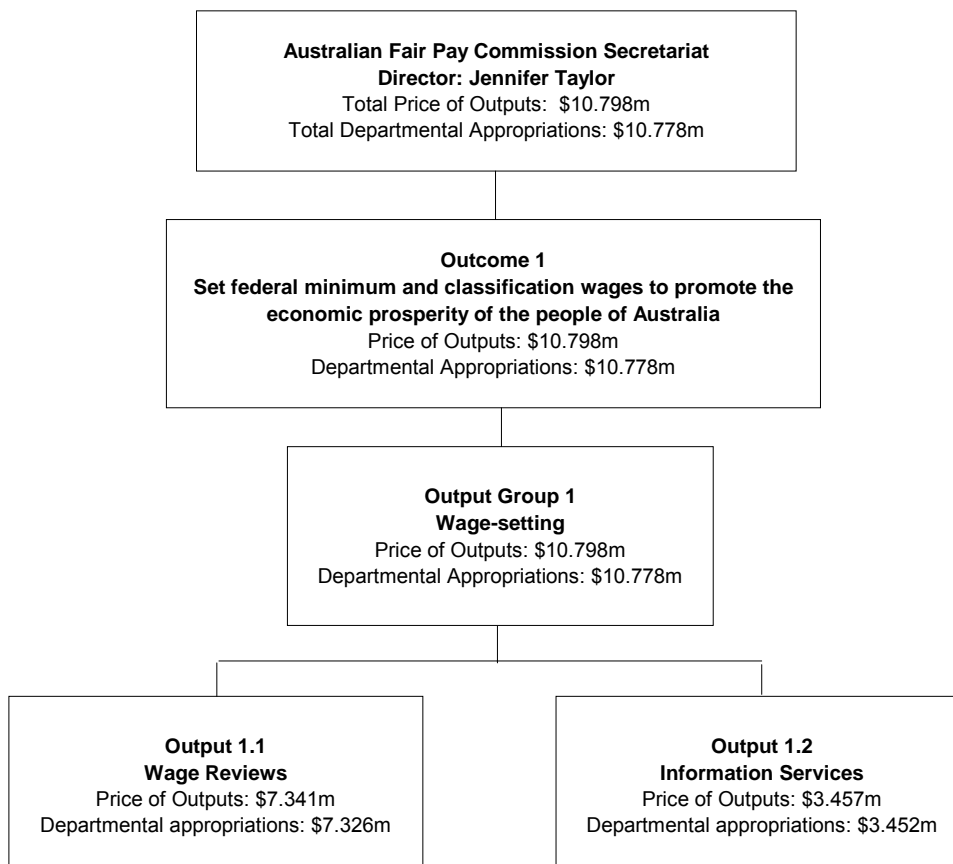 Australian Fair Pay Commission Secretariat
Director: Jennifer Taylor
Total Price of Outputs:  $10.798m
Total Departmental Appropriations: $10.778m
Outcome 1
Set federal minimum and classification wages to promote the
economic prosperity of the people of Australia
Price of Outputs: $10.798m
Departmental Appropriations: $10.778m
Output Group 1
Wage-setting
Price of Outputs: $10.798m
Departmental Appropriations: $10.778m
Output 1.1
Wage Reviews
Price of Outputs: $7.341m
Departmental appropriations: $7.326m
Output 1.2
Information Services
Price of Outputs: $3.457m
Departmental appropriations: $3.452m